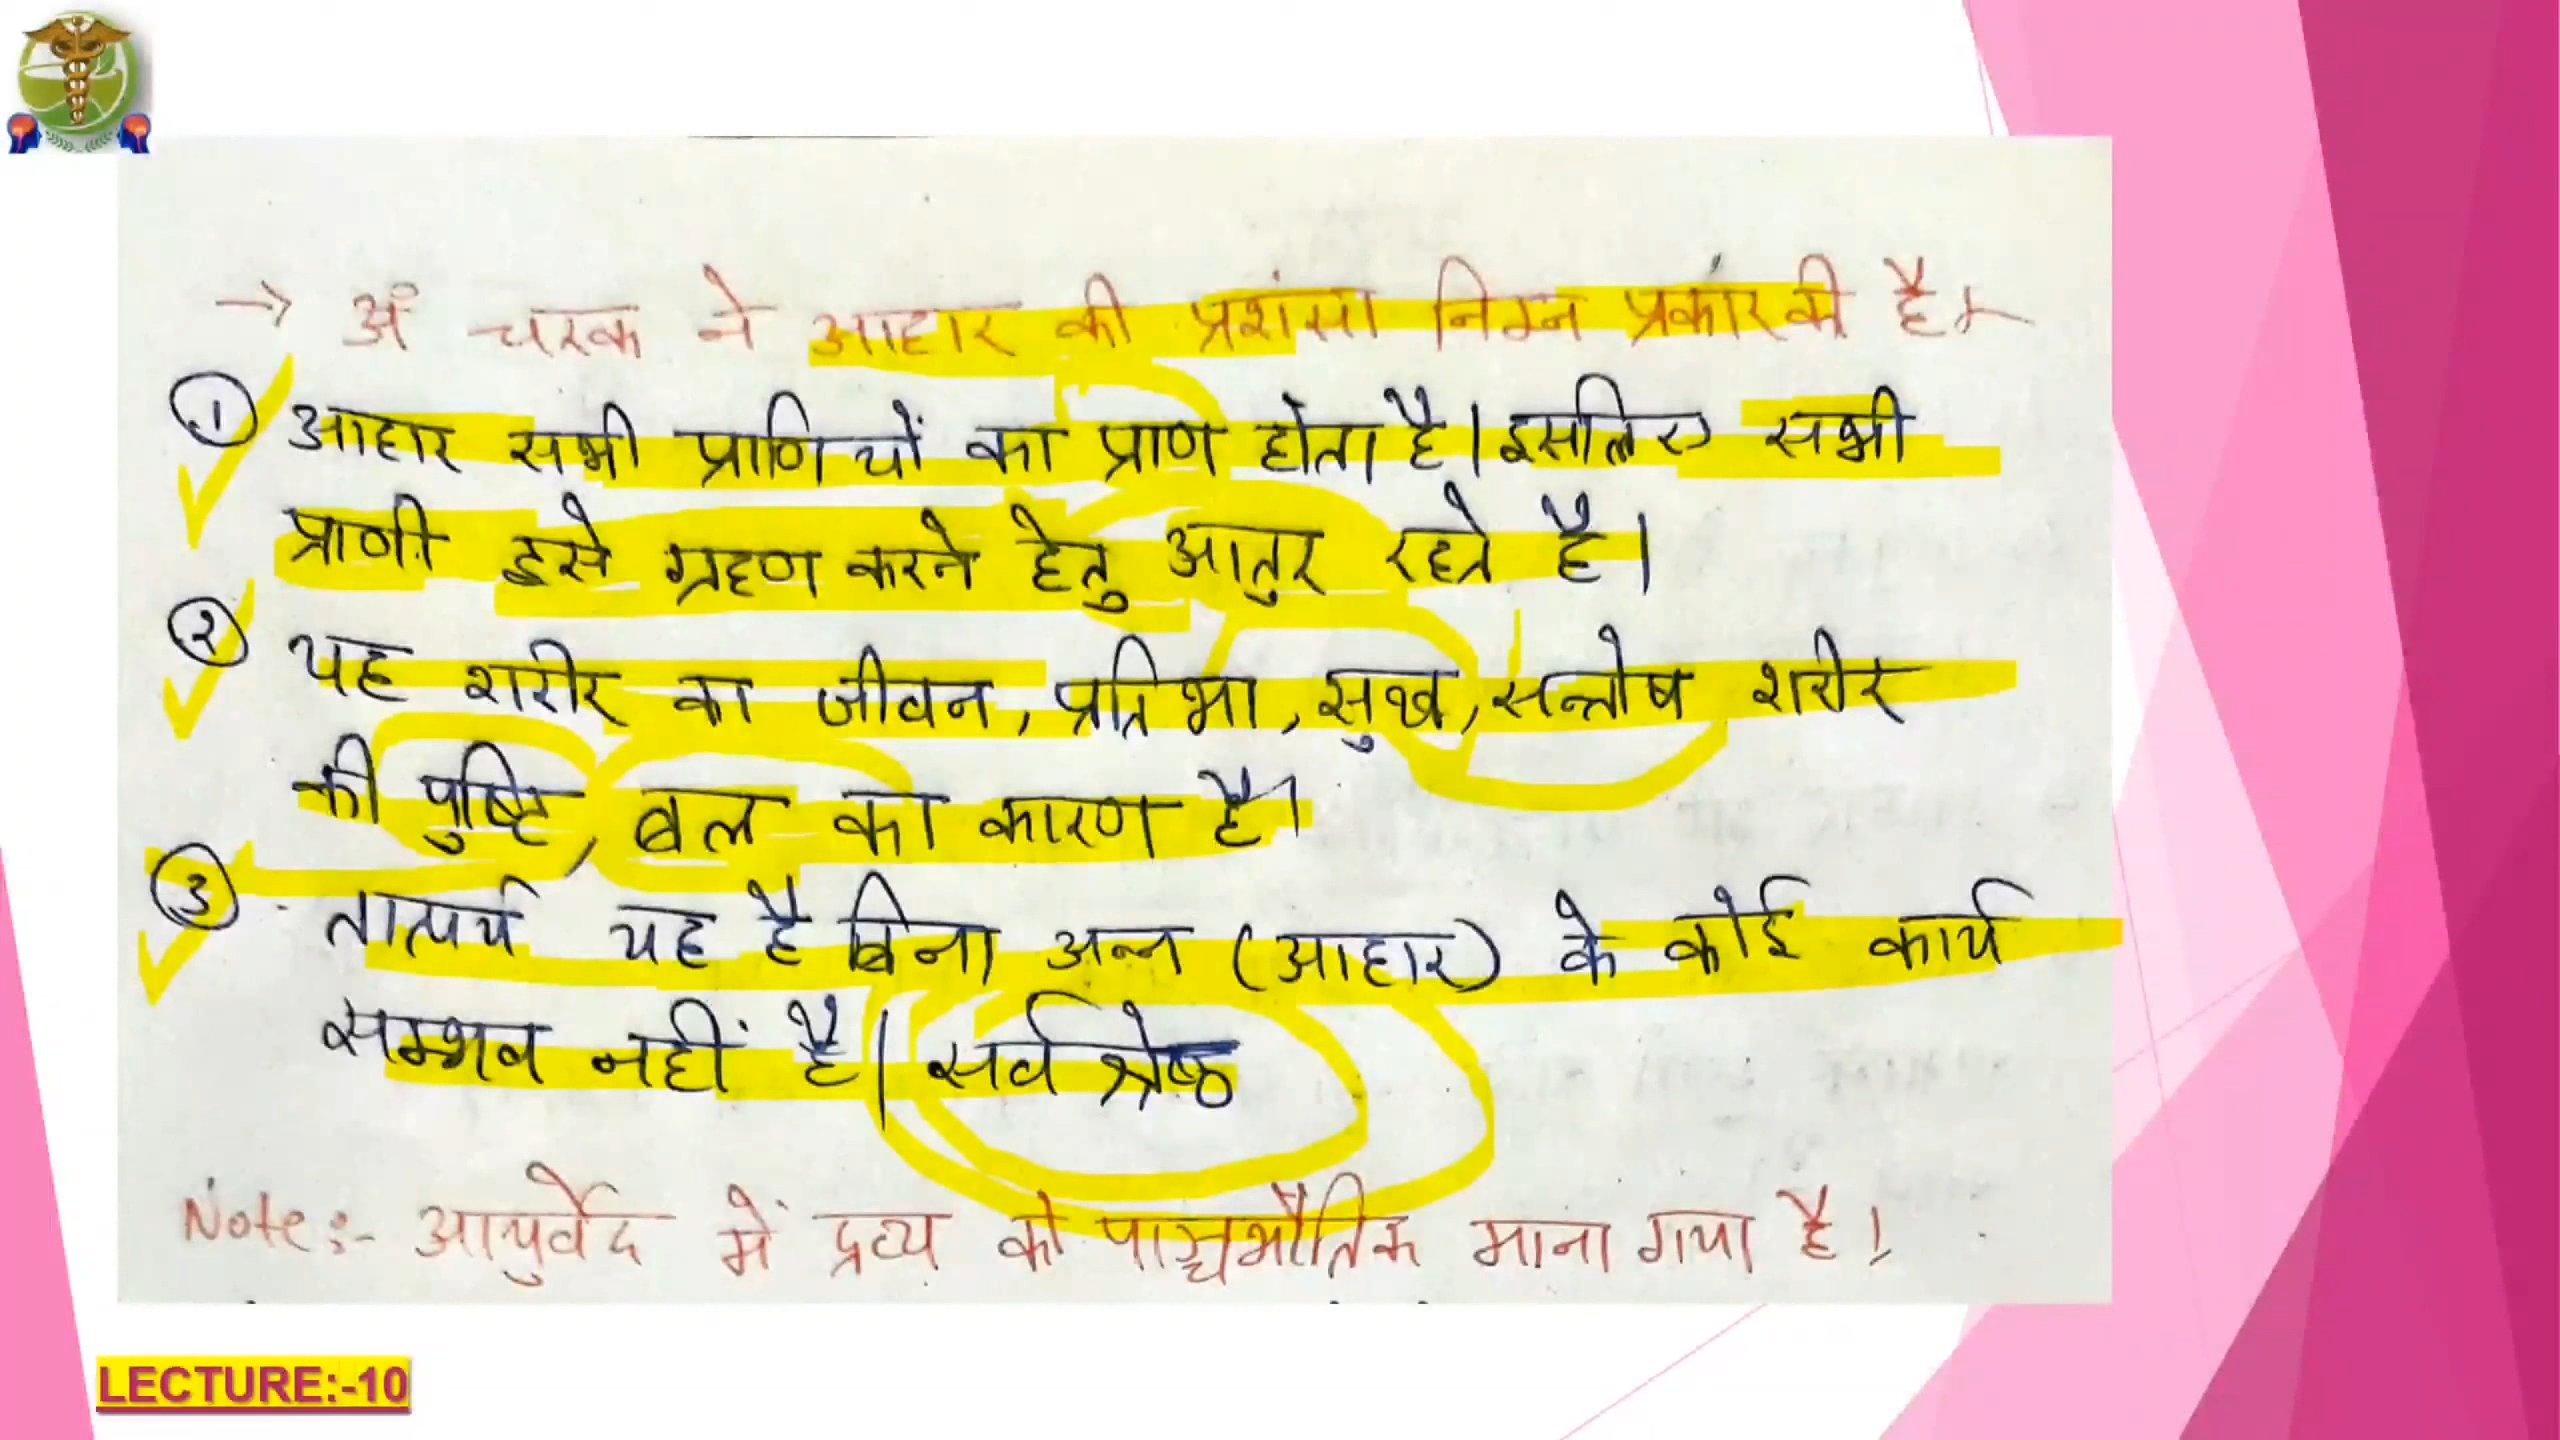 → अ॰ चरक ने आहार की प्रशंसा निम्न प्रकार की है।-
① आहार सभी प्राणियों का प्राण होता है। इसलिए सभी
प्राणी इसे ग्रहण करने हेतु आतुर रहते है।
② यह शरीर का जीवन, प्रतिभा, सुख, सन्तोष शरीर
की पुष्टि, बल का कारण है।
③ तात्पर्य यह है बिना अन्न (आहार) के कोई कार्य
सम्भव नहीं है। सर्व श्रेष्ठ
Note:- आयुर्वेद में द्रव्य को पाञ्चभौतिक माना गया है।
LECTURE:-10